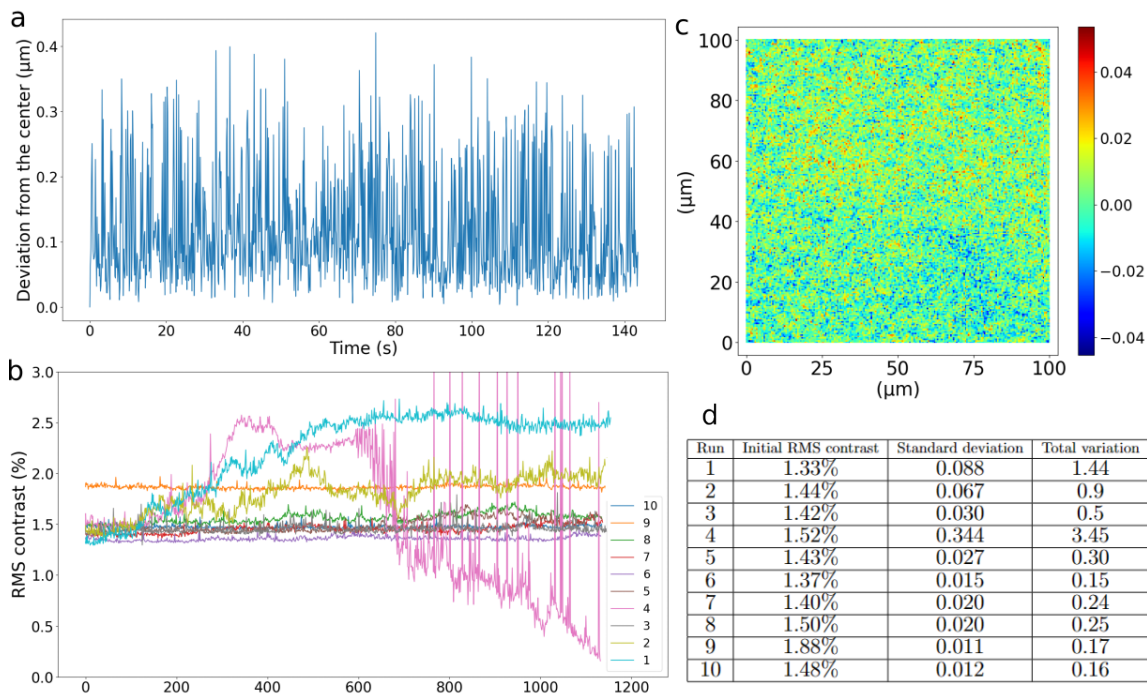 a
Deviation from the center (μm)
0.4
0.3
0.2
0.1
0.0
0 20 40 60 80 100 120 140
Time (s)
b
RMS contrast (%)
3.0
2.5
2.0
1.5
1.0
0.5
0.0
0 200 400 600 800 1000 1200
10
9
8
7
6
5
4
3
2
1
c
(μm)
100
80
60
40
20
0
0 25 50 75 100
(μm)
0.04
0.02
0.00
−0.02
−0.04
d
Run Initial RMS contrast Standard deviation Total variation
1 1.33% 0.088 1.44
2 1.44% 0.067 0.9
3 1.42% 0.030 0.5
4 1.52% 0.344 3.45
5 1.43% 0.027 0.30
6 1.37% 0.015 0.15
7 1.40% 0.020 0.24
8 1.50% 0.020 0.25
9 1.88% 0.011 0.17
10 1.48% 0.012 0.16